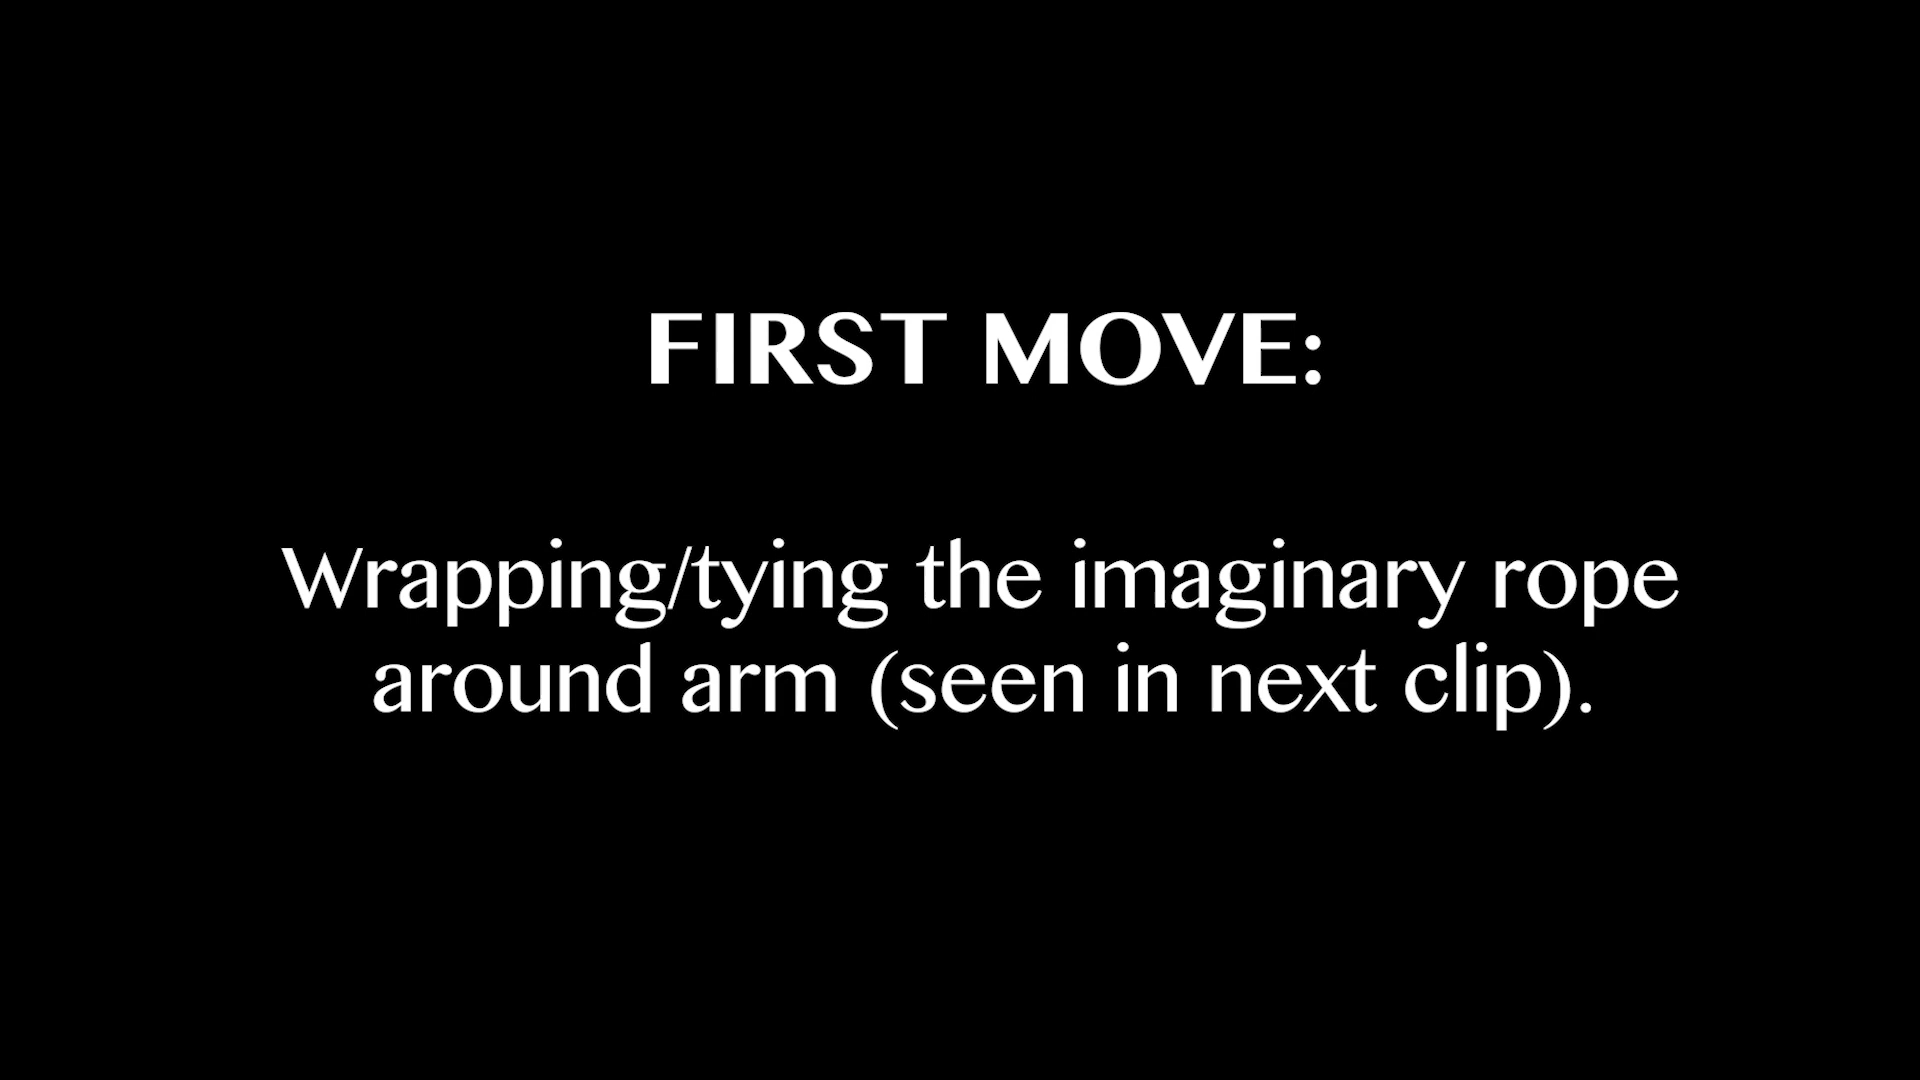 FIRST MOVE:
Wrapping/tying the imaginary rope
around arm (seen in next clip).